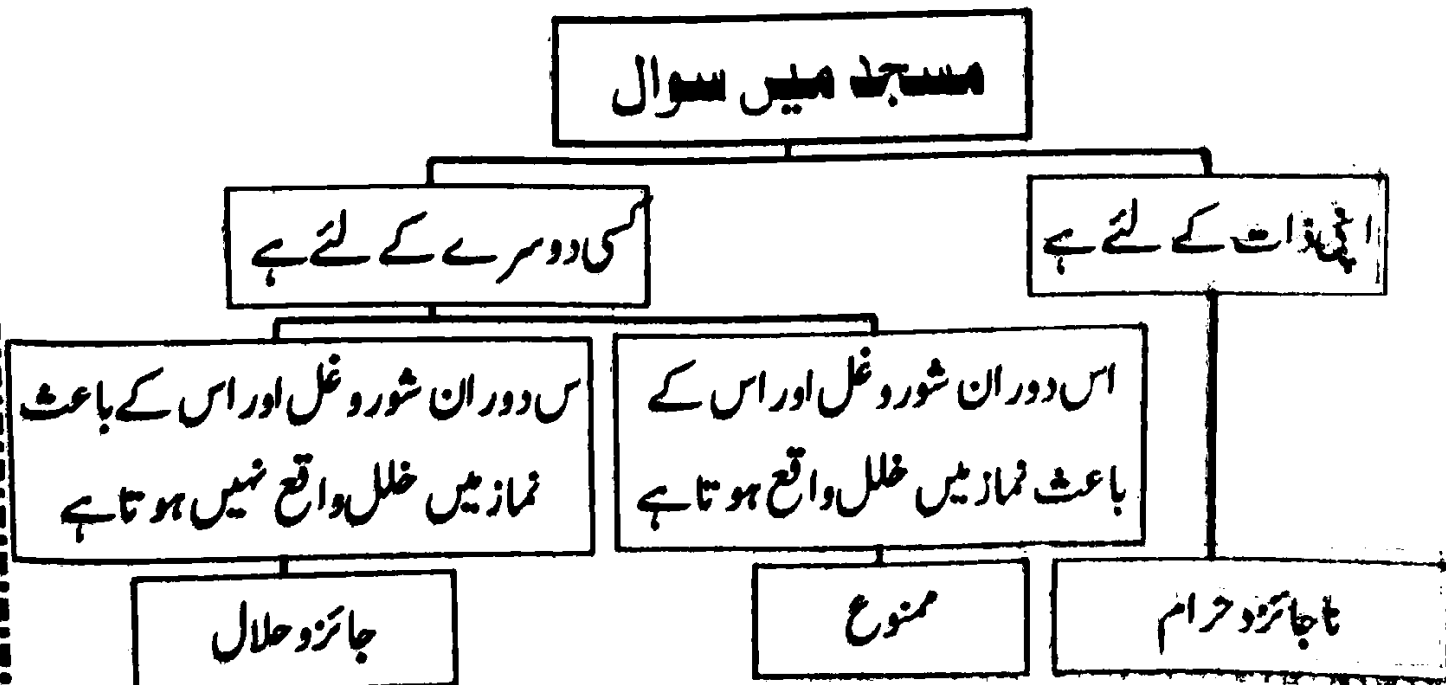 مسجد میں سوال
اپنی ذات کے لئے ہے
کسی دوسرے کے لئے ہے
اس دوران شور و غل اور اس کے
باعث نماز میں خلل واقع ہوتا ہے
س دوران شور و غل اور اس کے باعث
نماز میں خلل واقع نہیں ہوتا ہے
ناجائز و حرام
ممنوع
جائز و حلال